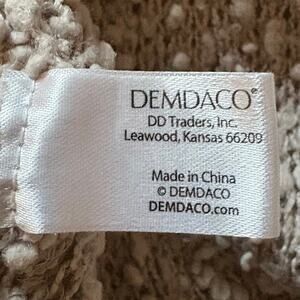 DEMDACO®
DD Traders, Inc.
Leawood, Kansas 66209
Made in China
© DEMDACO
DEMDACO.com